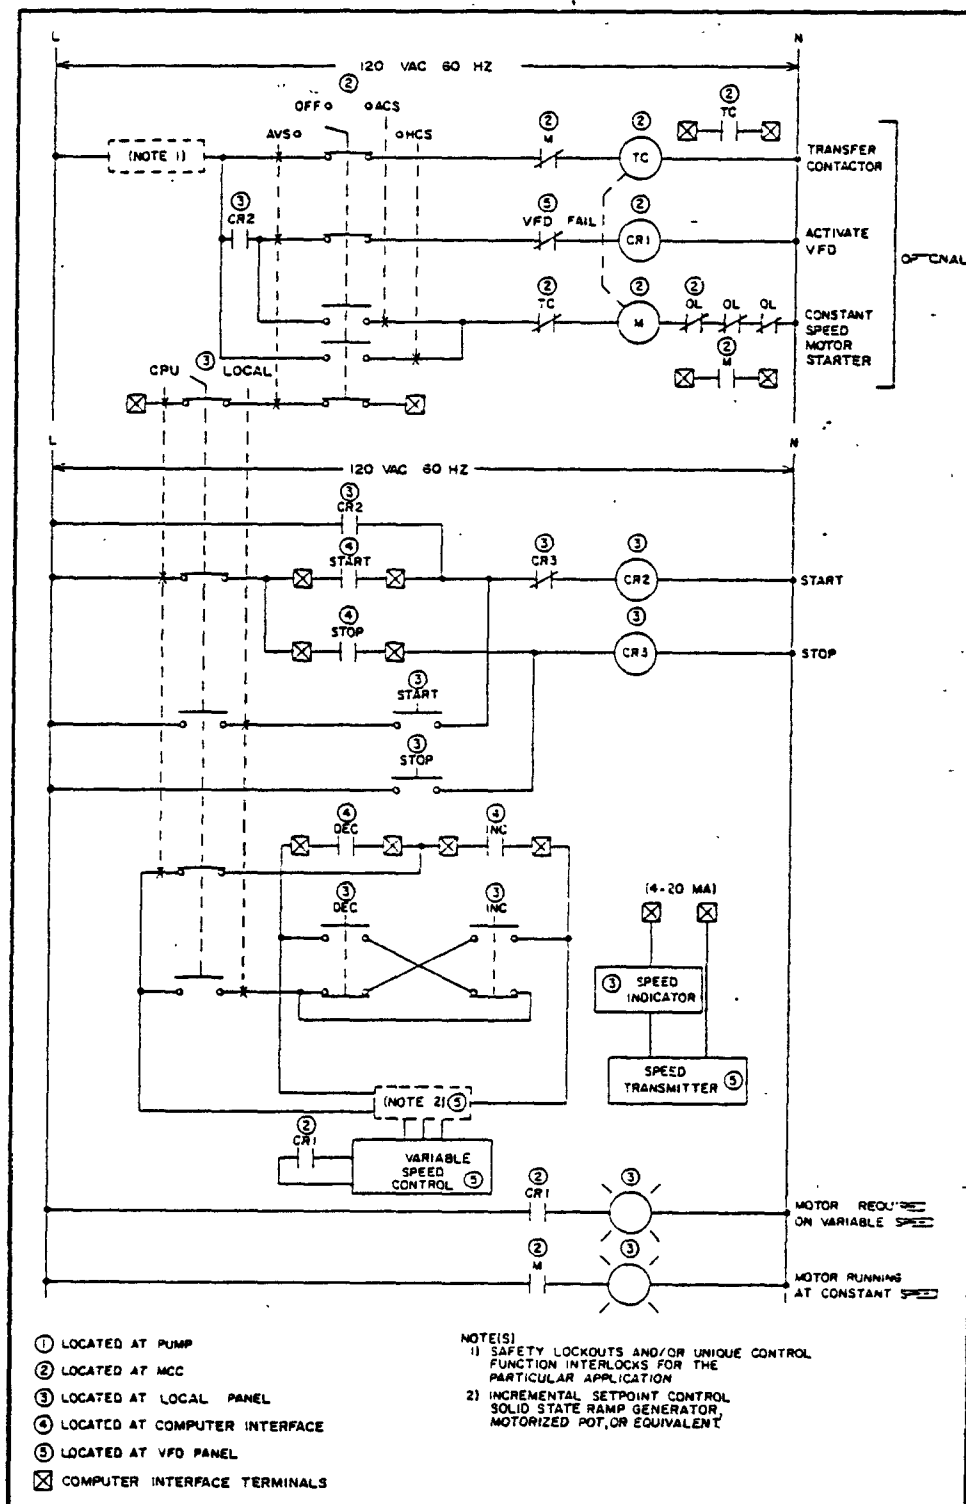 L
N
120 VAC 60 HZ
②
OFF
ACS
AVS
HCS
②
M
②
TC
②
TC
(NOTE 1)
TRANSFER
CONTACTOR
③
CR2
⑤
VFD FAIL
②
CR1
ACTIVATE
VFD
②
TC
②
M
②
OL OL OL
CONSTANT
SPEED
MOTOR
STARTER
②
M
CPU ③ LOCAL
L
N
120 VAC 60 HZ
③
CR2
④
START
③
CR3
③
CR2
START
④
STOP
③
CR3
STOP
③
START
③
STOP
④
DEC
④
INC
③
DEC
③
INC
(4-20 MA)
③ SPEED
INDICATOR
SPEED
TRANSMITTER ⑤
(NOTE 2) ⑤
②
CR1
VARIABLE
SPEED
CONTROL ⑤
②
CR1
③
MOTOR
ON VARIABLE
②
M
③
MOTOR RUNNING
AT CONSTANT
① LOCATED AT PUMP
② LOCATED AT MCC
③ LOCATED AT LOCAL PANEL
④ LOCATED AT COMPUTER INTERFACE
⑤ LOCATED AT VFD PANEL
COMPUTER INTERFACE TERMINALS
NOTE(S)
1) SAFETY LOCKOUTS AND/OR UNIQUE CONTROL
FUNCTION INTERLOCKS FOR THE
PARTICULAR APPLICATION
2) INCREMENTAL SETPOINT CONTROL
SOLID STATE RAMP GENERATOR,
MOTORIZED POT, OR EQUIVALENT